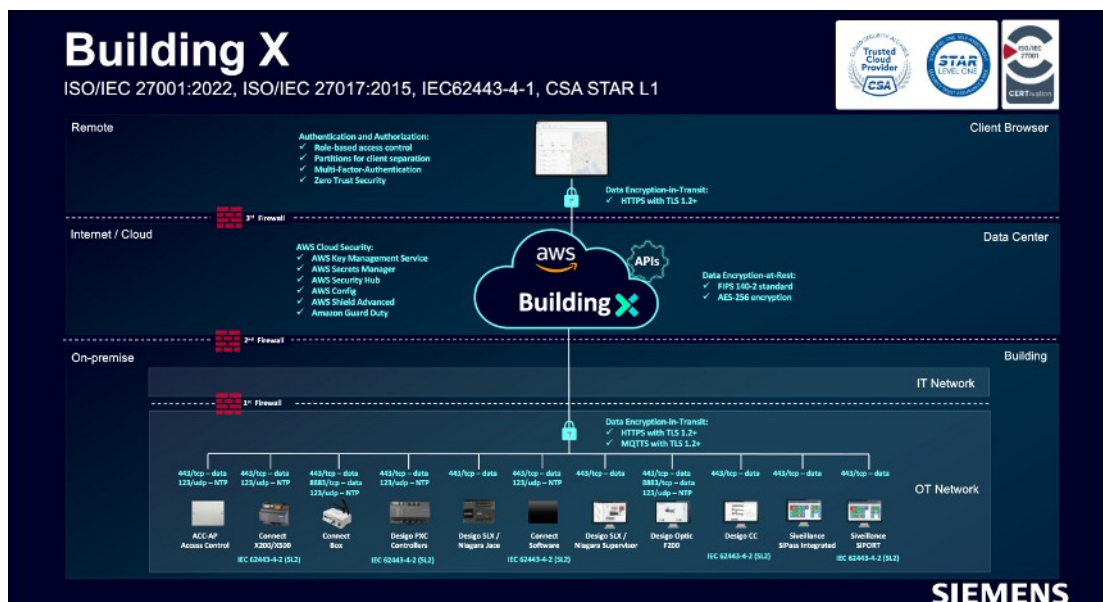 Building X
ISO/IEC 27001:2022, ISO/IEC 27017:2015, IEC62443-4-1, CSA STAR L1
CLOUD SECURITY ALLIANCE
Trusted
Cloud
Provider
CSA
STAR
LEVEL ONE
ISO/IEC
27001
CERTivation
Remote
Client Browser
Authentication and Authorization:
✓ Role-based access control
✓ Partitions for client separation
✓ Multi-Factor-Authentication
✓ Zero Trust Security
Data Encryption-in-Transit:
✓ HTTPS with TLS 1.2+
3rd Firewall
Internet / Cloud
Data Center
AWS Cloud Security:
✓ AWS Key Management Service
✓ AWS Secrets Manager
✓ AWS Security Hub
✓ AWS Config
✓ AWS Shield Advanced
✓ Amazon Guard Duty
aws
APIs
Building X
Data Encryption-at-Rest:
✓ FIPS 140-2 standard
✓ AES-256 encryption
2nd Firewall
On-premise
Building
IT Network
1st Firewall
Data Encryption-in-Transit:
✓ HTTPS with TLS 1.2+
✓ MQTTS with TLS 1.2+
OT Network
443/tcp – data
123/udp – NTP
ACC-AP
Access Control
443/tcp – data
123/udp – NTP
Connect
X200/X300
IEC 62443-4-2 (SL2)
443/tcp – data
8883/tcp – data
123/udp – NTP
Connect
Box
443/tcp – data
123/udp – NTP
Desigo PXC
Controllers
IEC 62443-4-2 (SL2)
443/tcp – data
Desigo SLX /
Niagara Jace
443/tcp – data
123/udp – NTP
Connect
Software
IEC 62443-4-2 (SL2)
443/tcp – data
Desigo SLX /
Niagara Supervisor
443/tcp – data
8883/tcp – data
123/udp – NTP
Desigo Optic
F200
443/tcp – data
Desigo CC
IEC 62443-4-2 (SL2)
443/tcp – data
Siveillance
SiPass Integrated
443/tcp – data
Siveillance
SiPORT
IEC 62443-4-2 (SL2)
SIEMENS